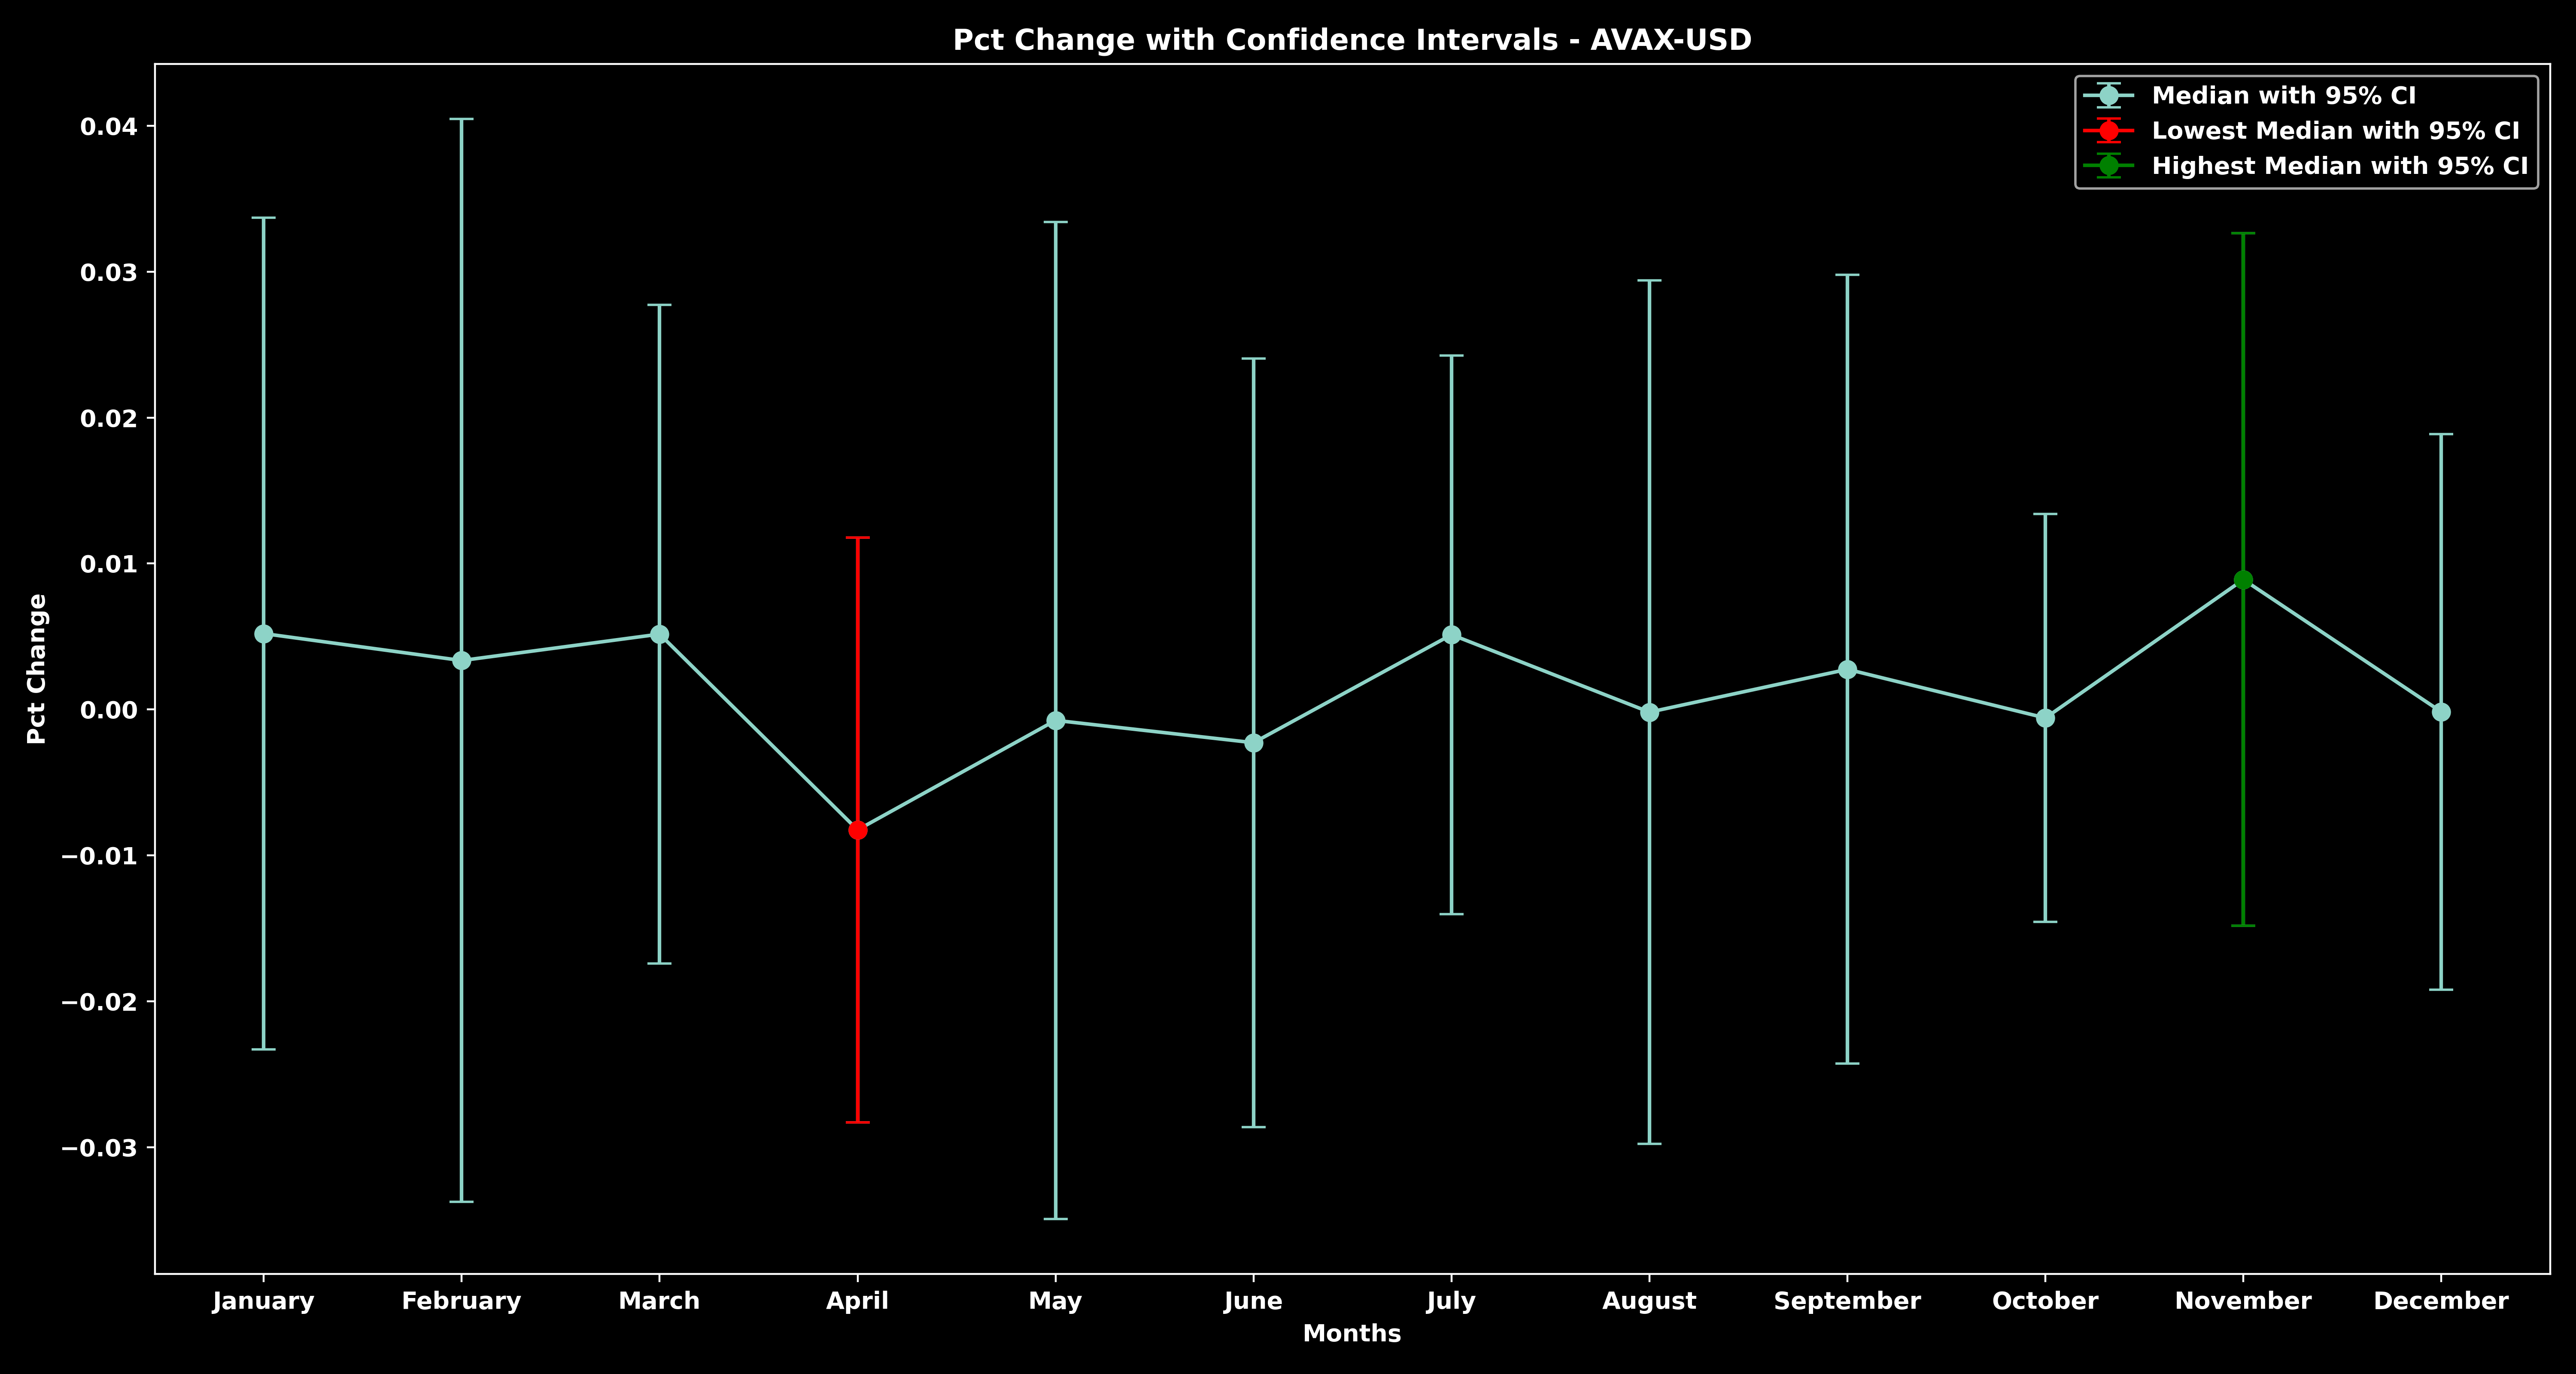 Pct Change with Confidence Intervals - AVAX-USD
Median with 95% CI
Lowest Median with 95% CI
Highest Median with 95% CI
0.04
0.03
0.02
0.01
0.00
−0.01
−0.02
−0.03
Pct Change
January February March April May June July August September October November December
Months